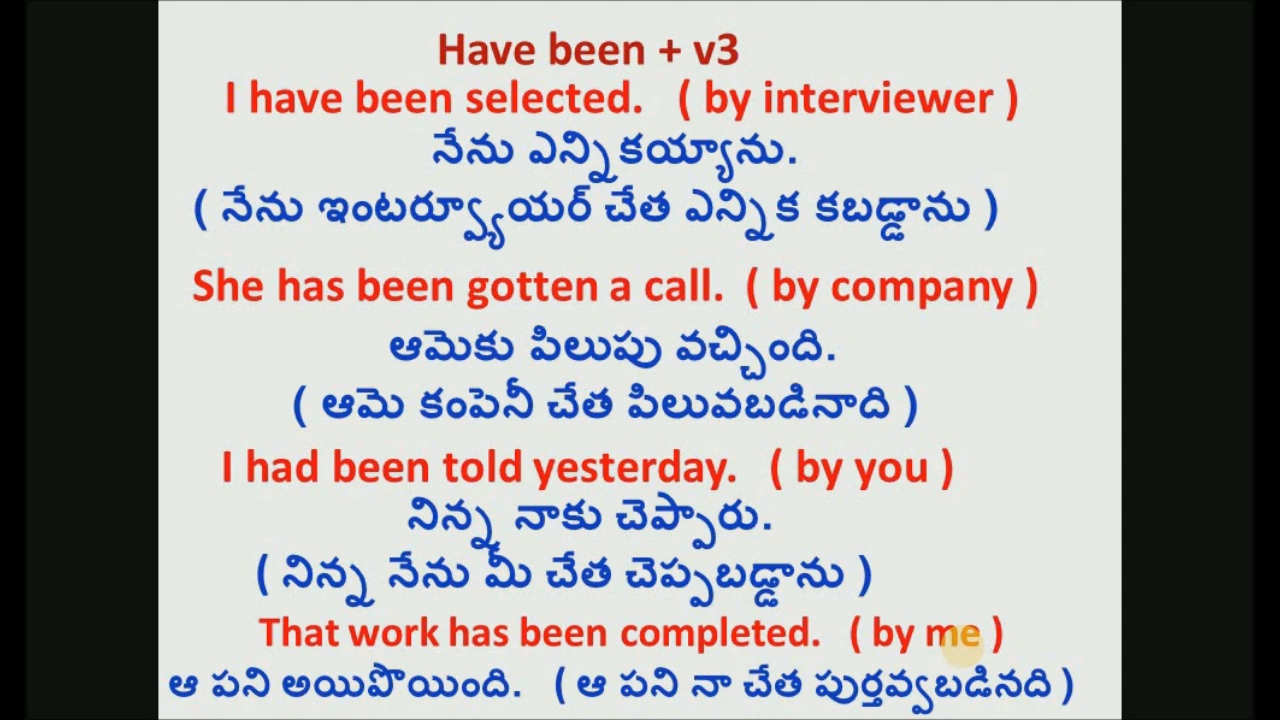 Have been + v3
I have been selected. ( by interviewer )
నేను ఎన్నికయ్యాను.
( నేను ఇంటర్వ్యూయర్ చేత ఎన్నిక కబడ్డాను )
She has been gotten a call. ( by company )
ఆమెకు పిలుపు వచ్చింది.
( ఆమె కంపెనీ చేత పిలువబడినాది )
I had been told yesterday. ( by you )
నిన్న నాకు చెప్పారు.
( నిన్న నేను మీ చేత చెప్పబడ్డాను )
That work has been completed. ( by me )
ఆ పని అయిపొయింది. ( ఆ పని నా చేత పుర్తవ్వబడినది )